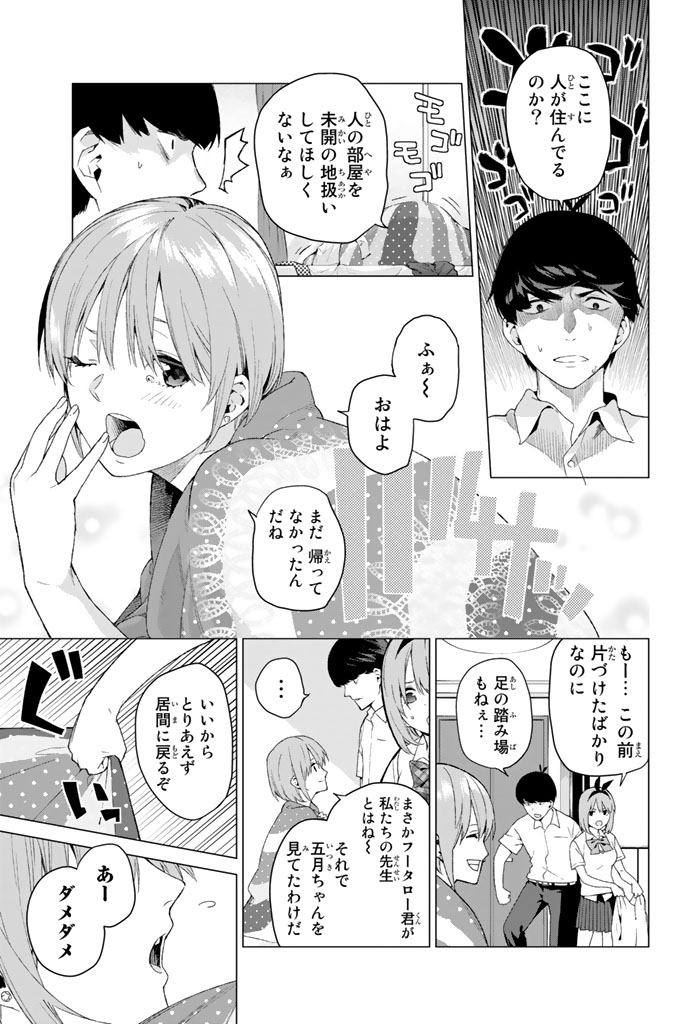 ここに
人が住んでる
のか?
モゴ
モゴ
人の部屋を
未開の地扱い
してほしく
ないなぁ
ふぁ〜
おはよ
まだ 帰って
なかったん
だね
もー… この前
片づけたばかり
なのに
足の踏み場
もねぇ…
まさかフータロー君が
私たちの先生
とはね〜
それで
五月ちゃんを
見てたわけだ
…
いいから
とりあえず
居間に戻るぞ
ぐいっ
あー
ダメダメ